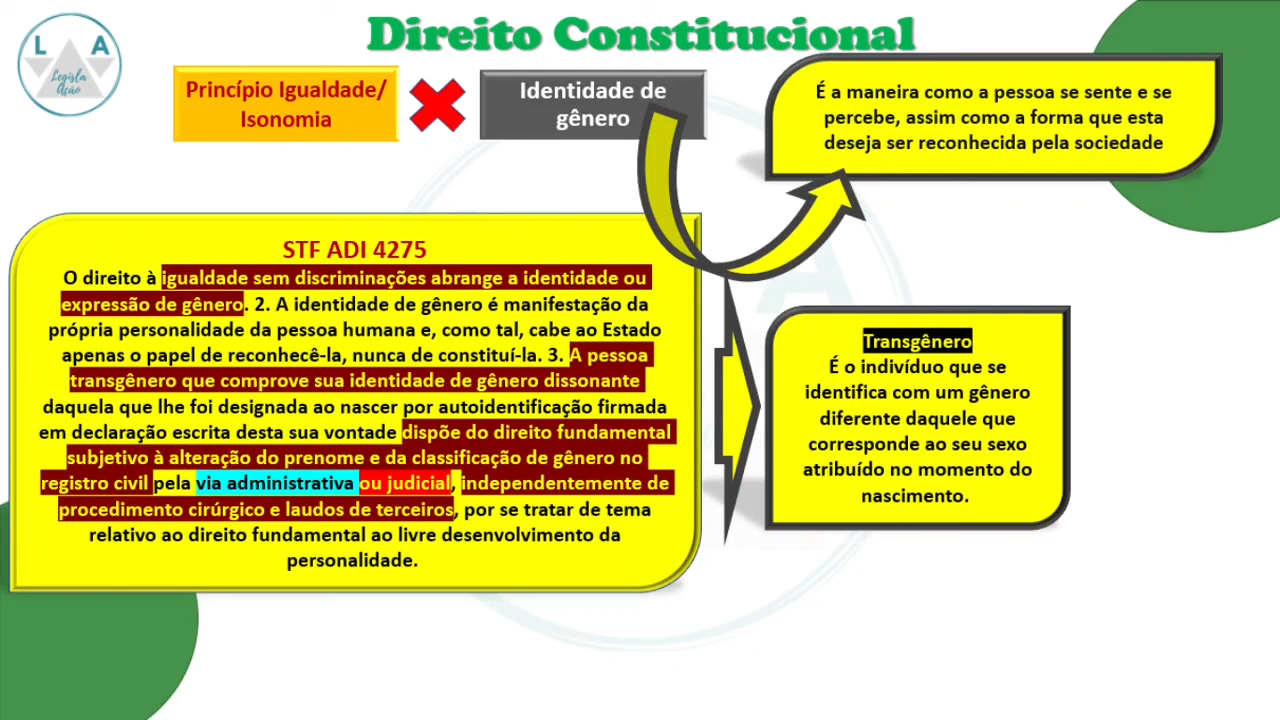 Direito Constitucional
L A
Legisla
Ação
Princípio Igualdade/
Isonomia
Identidade de
gênero
É a maneira como a pessoa se sente e se
percebe, assim como a forma que esta
deseja ser reconhecida pela sociedade
STF ADI 4275
O direito à igualdade sem discriminações abrange a identidade ou
expressão de gênero. 2. A identidade de gênero é manifestação da
própria personalidade da pessoa humana e, como tal, cabe ao Estado
apenas o papel de reconhecê-la, nunca de constituí-la. 3. A pessoa
transgênero que comprove sua identidade de gênero dissonante
daquela que lhe foi designada ao nascer por autoidentificação firmada
em declaração escrita desta sua vontade dispõe do direito fundamental
subjetivo à alteração do prenome e da classificação de gênero no
registro civil pela via administrativa ou judicial, independentemente de
procedimento cirúrgico e laudos de terceiros, por se tratar de tema
relativo ao direito fundamental ao livre desenvolvimento da
personalidade.
Transgênero
É o indivíduo que se
identifica com um gênero
diferente daquele que
corresponde ao seu sexo
atribuído no momento do
nascimento.